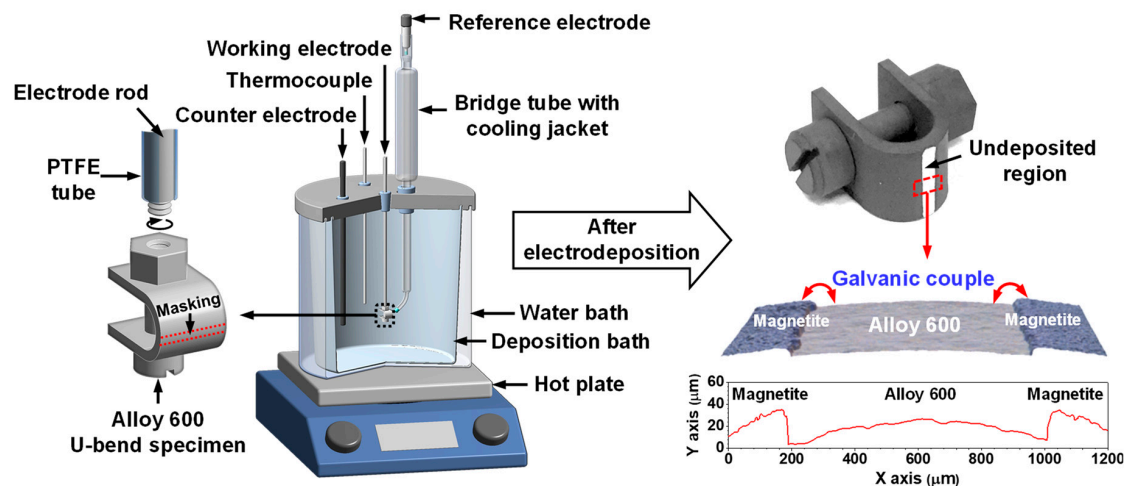 Reference electrode
Working electrode
Thermocouple
Counter electrode
Bridge tube with
cooling jacket
Electrode rod
PTFE
tube
Masking
Alloy 600
U-bend specimen
Water bath
Deposition bath
Hot plate
After
electrodeposition
Undeposited
region
Galvanic couple
Magnetite
Alloy 600
Magnetite
Y axis (μm)
60
40
20
0
Magnetite
Alloy 600
Magnetite
0 200 400 600 800 1000 1200
X axis (μm)